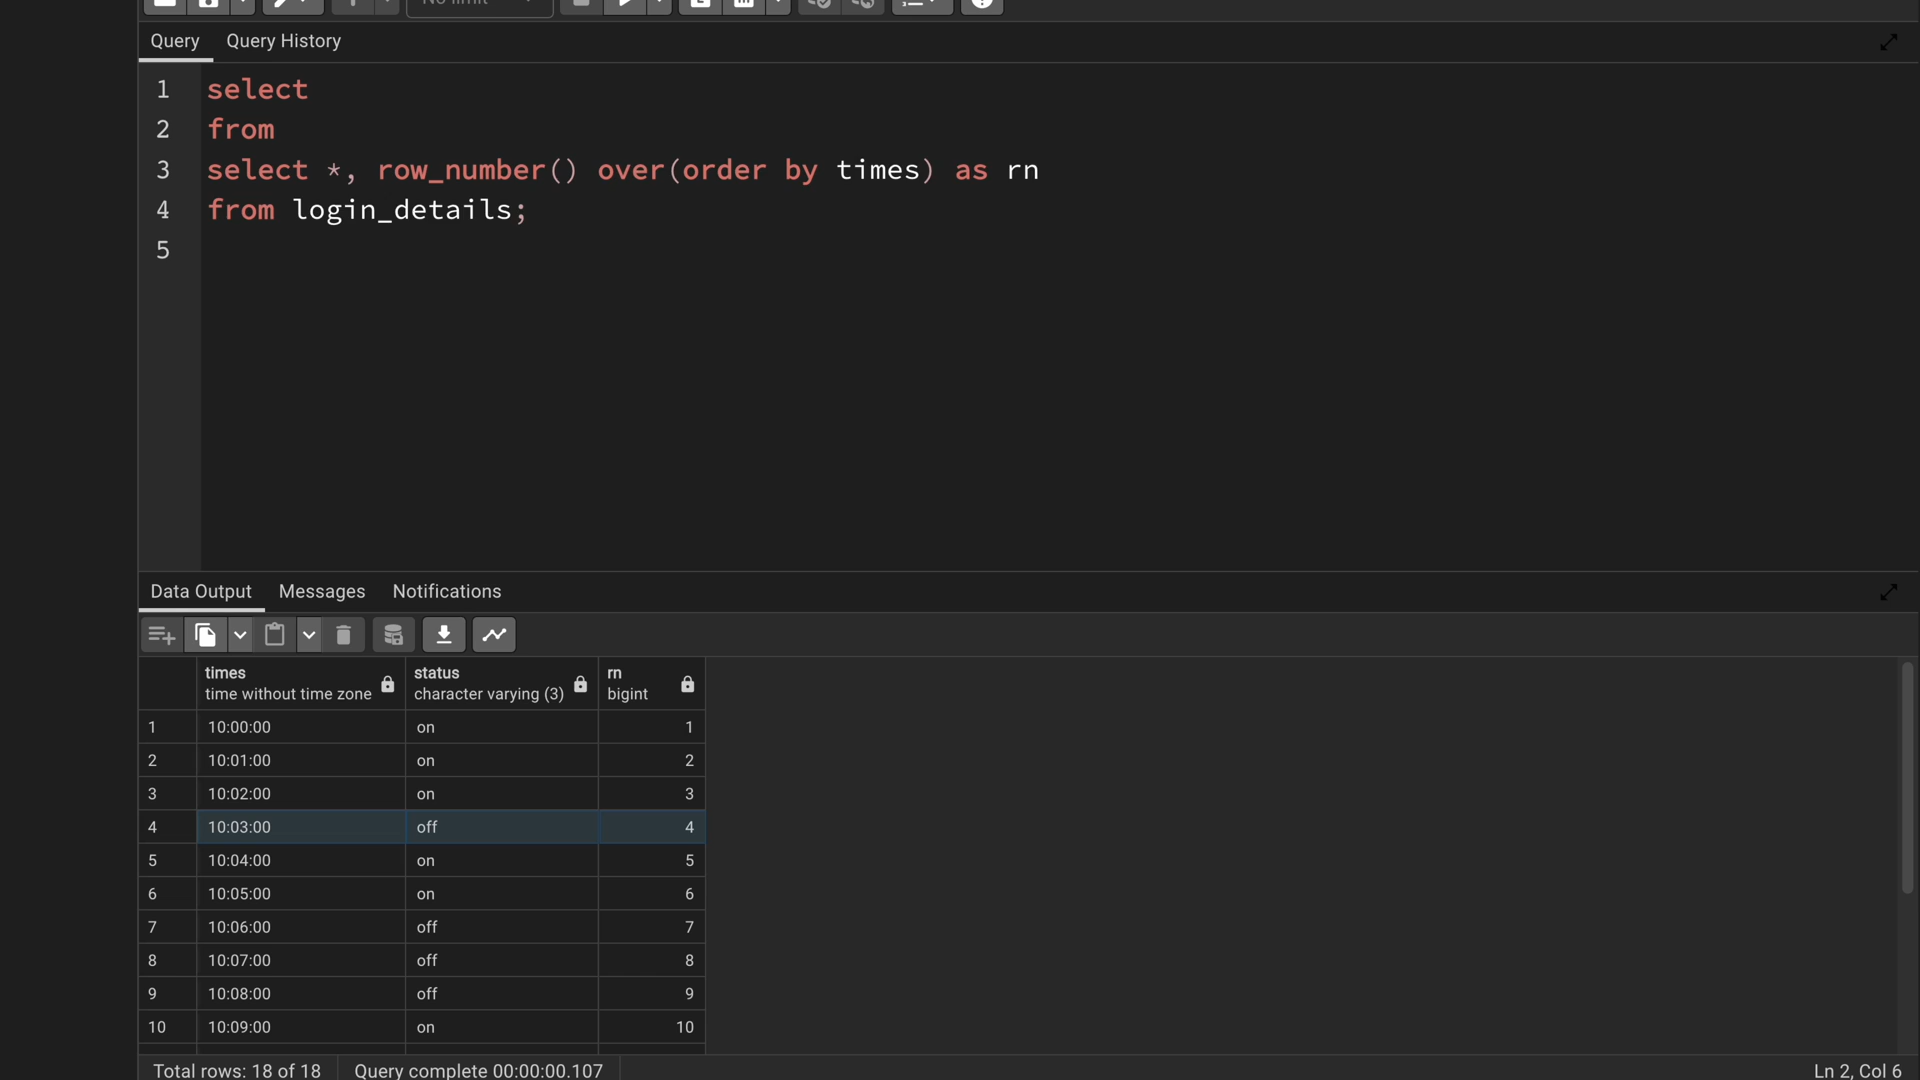 No limit
Query Query History
1 select
2 from
3 select *, row_number() over(order by times) as rn
4 from login_details;
5
Data Output Messages Notifications
times status rn
time without time zone character varying (3) bigint
1 10:00:00 on 1
2 10:01:00 on 2
3 10:02:00 on 3
4 10:03:00 off 4
5 10:04:00 on 5
6 10:05:00 on 6
7 10:06:00 off 7
8 10:07:00 off 8
9 10:08:00 off 9
10 10:09:00 on 10
Total rows: 18 of 18 Query complete 00:00:00.107 Ln 2, Col 6